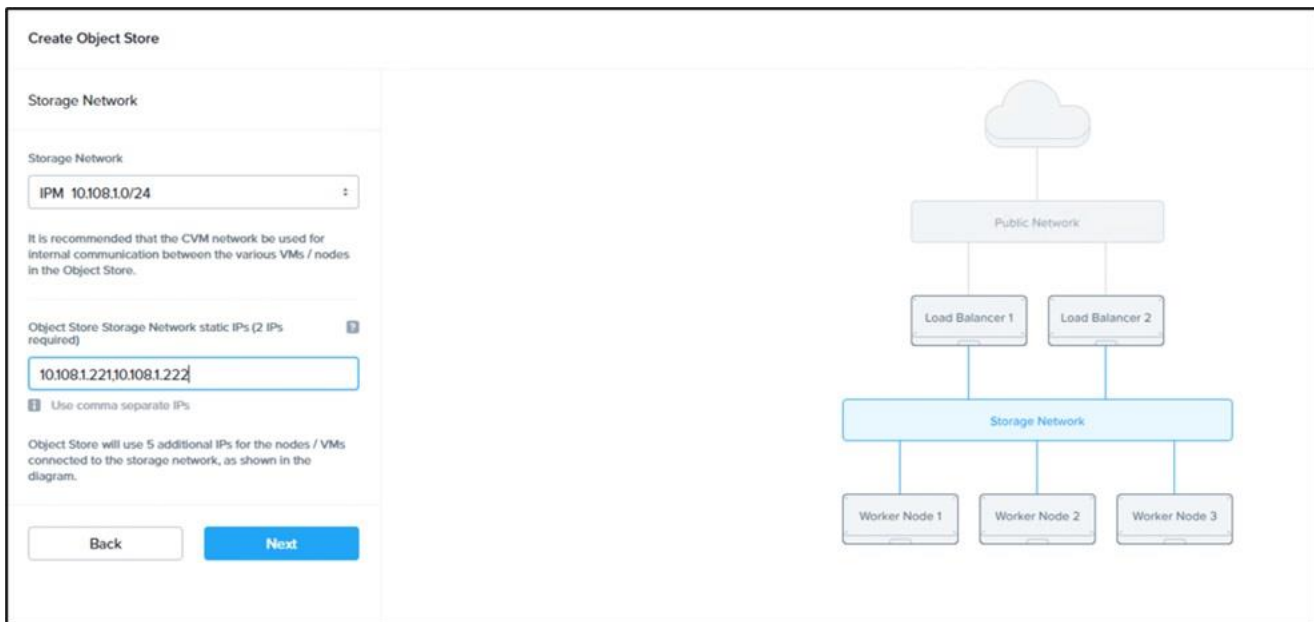 Create Object Store
Storage Network
Storage Network
IPM 10.108.1.0/24
It is recommended that the CVM network be used for
internal communication between the various VMs / nodes
in the Object Store.
Object Store Storage Network static IPs (2 IPs
required)
10.108.1.221,10.108.1.222
Use comma separate IPs
Object Store will use 5 additional IPs for the nodes / VMs
connected to the storage network, as shown in the
diagram.
Back
Next
Public Network
Load Balancer 1
Load Balancer 2
Storage Network
Worker Node 1
Worker Node 2
Worker Node 3